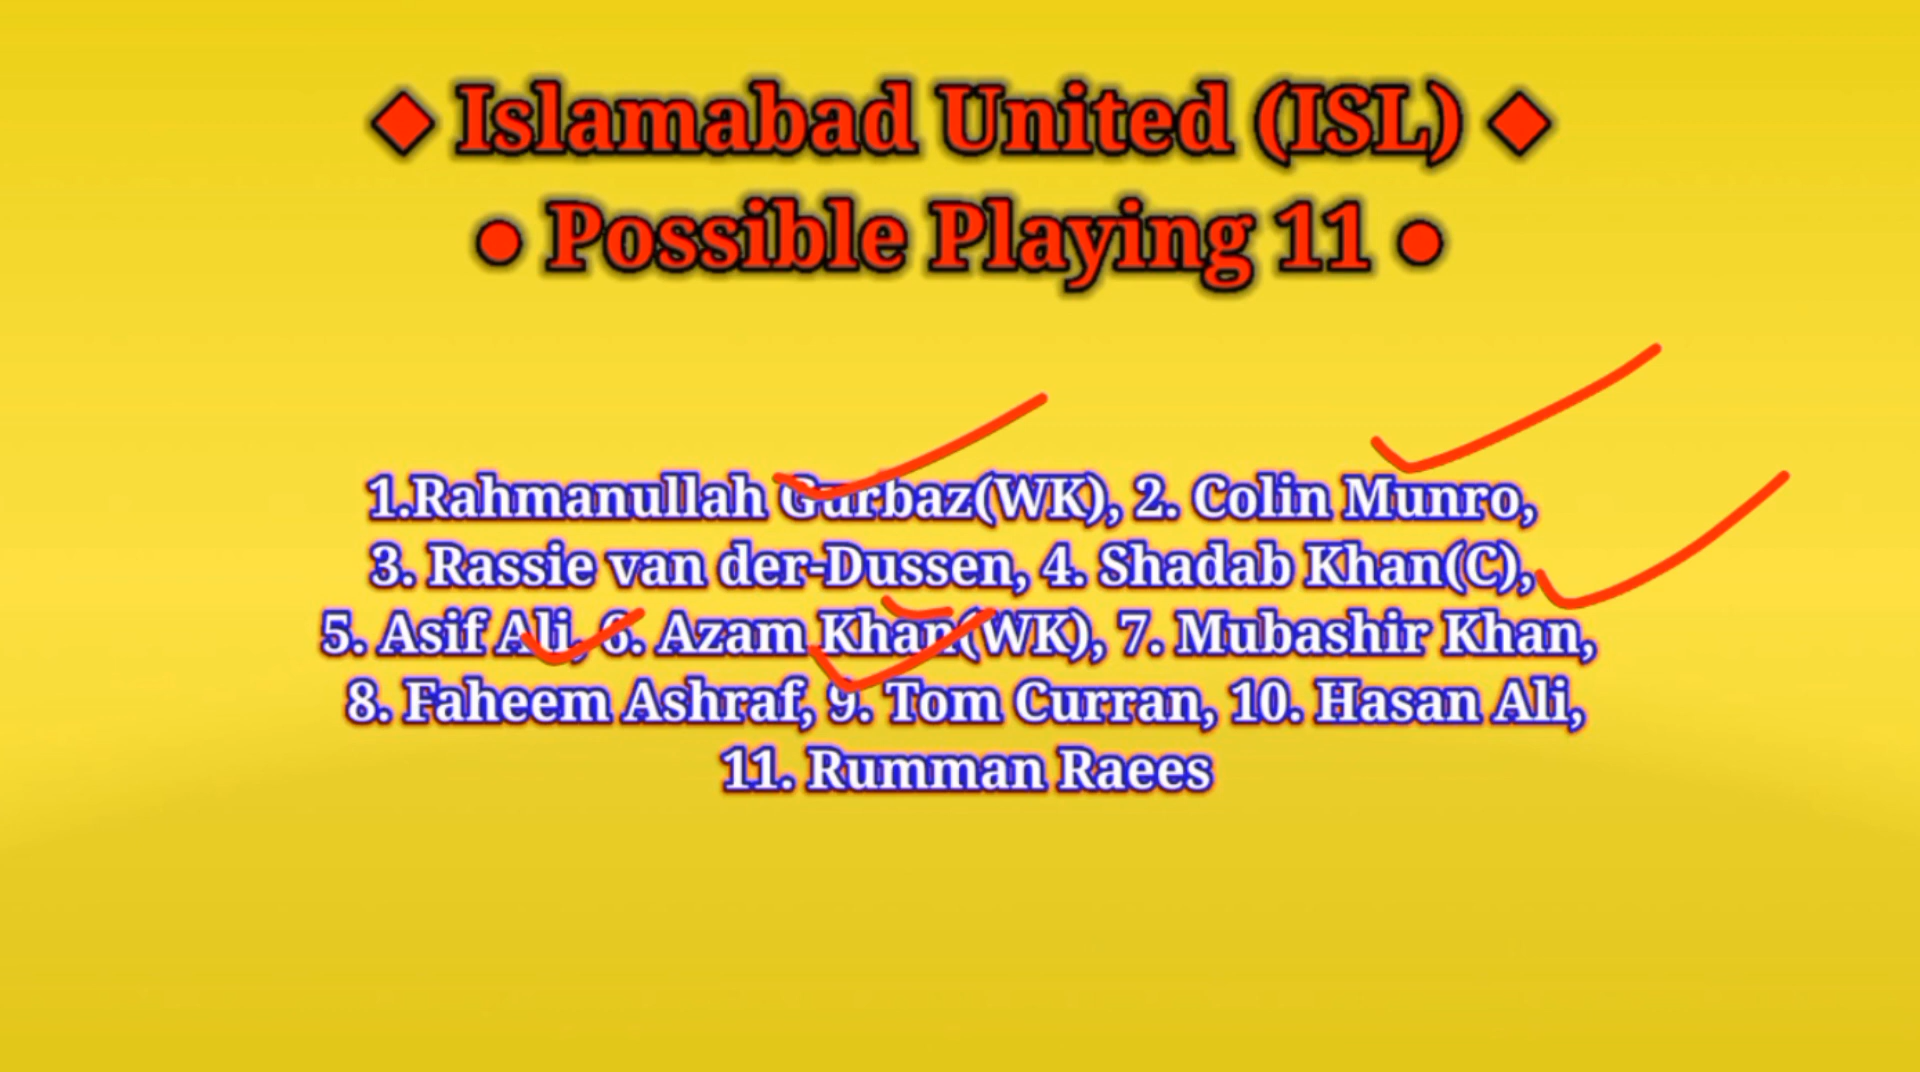 ◆ Islamabad United (ISL) ◆
● Possible Playing 11 ●
1.Rahmanullah Gurbaz(WK), 2. Colin Munro,
3. Rassie van der-Dussen, 4. Shadab Khan(C),
5. Asif Ali, 6. Azam Khan(WK), 7. Mubashir Khan,
8. Faheem Ashraf, 9. Tom Curran, 10. Hasan Ali,
11. Rumman Raees